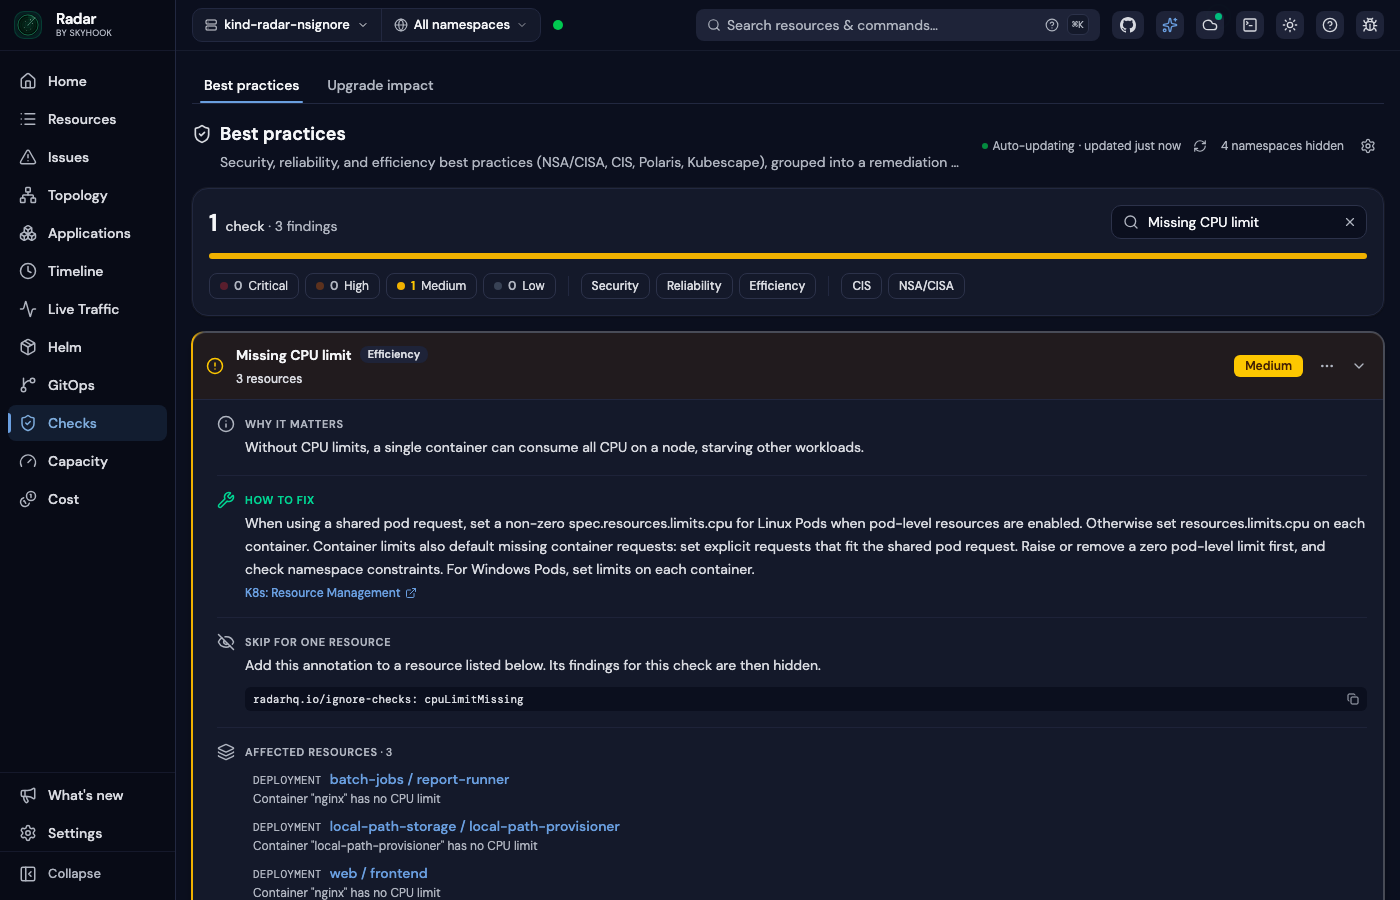 Radar
BY SKYHOOK
kind-radar-nsignore
All namespaces
Search resources & commands...
⌘K
Home
Resources
Issues
Topology
Applications
Timeline
Live Traffic
Helm
GitOps
Checks
Capacity
Cost
What's new
Settings
Collapse
Best practices
Upgrade impact
Best practices
Security, reliability, and efficiency best practices (NSA/CISA, CIS, Polaris, Kubescape), grouped into a remediation ...
Auto-updating · updated just now
4 namespaces hidden
1 check · 3 findings
Missing CPU limit
0 Critical
0 High
1 Medium
0 Low
Security
Reliability
Efficiency
CIS
NSA/CISA
Missing CPU limit
Efficiency
3 resources
Medium
WHY IT MATTERS
Without CPU limits, a single container can consume all CPU on a node, starving other workloads.
HOW TO FIX
When using a shared pod request, set a non-zero spec.resources.limits.cpu for Linux Pods when pod-level resources are enabled. Otherwise set resources.limits.cpu on each
container. Container limits also default missing container requests: set explicit requests that fit the shared pod request. Raise or remove a zero pod-level limit first, and
check namespace constraints. For Windows Pods, set limits on each container.
K8s: Resource Management
SKIP FOR ONE RESOURCE
Add this annotation to a resource listed below. Its findings for this check are then hidden.
radarhq.io/ignore-checks: cpuLimitMissing
AFFECTED RESOURCES · 3
DEPLOYMENT batch-jobs / report-runner
Container "nginx" has no CPU limit
DEPLOYMENT local-path-storage / local-path-provisioner
Container "local-path-provisioner" has no CPU limit
DEPLOYMENT web / frontend
Container "nginx" has no CPU limit